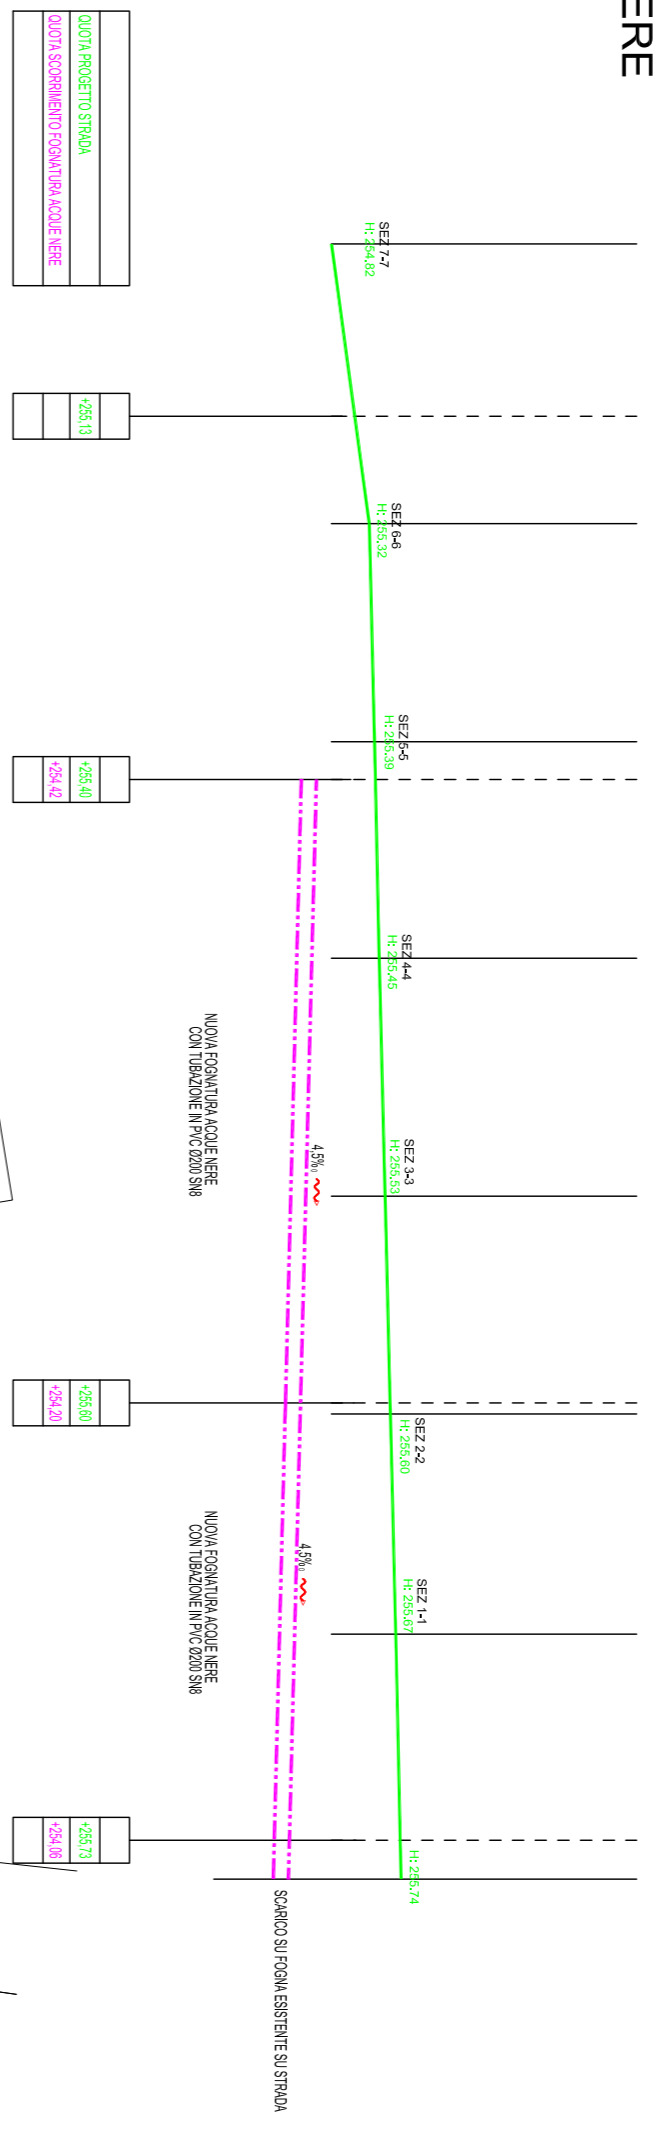 ERE
QUOTA PROGETTO STRADA
QUOTA SCORRIMENTO FOGNATURA ACQUE NERE
SEZ 7-7
H: 254.82
+255,13
SEZ 6-6
H: 255.32
SEZ 5-5
H: 255.39
+255,40
+254,42
SEZ 4-4
H: 255.45
NUOVA FOGNATURA ACQUE NERE
CON TUBAZIONE IN PVC Ø200 SN8
4,5‰
SEZ 3-3
H: 255.53
+255,60
+254,20
SEZ 2-2
H: 255.60
NUOVA FOGNATURA ACQUE NERE
CON TUBAZIONE IN PVC Ø200 SN8
4,5‰
SEZ 1-1
H: 255.67
+255,73
+254,06
H: 255.74
SCARICO SU FOGNA ESISTENTE SU STRADA